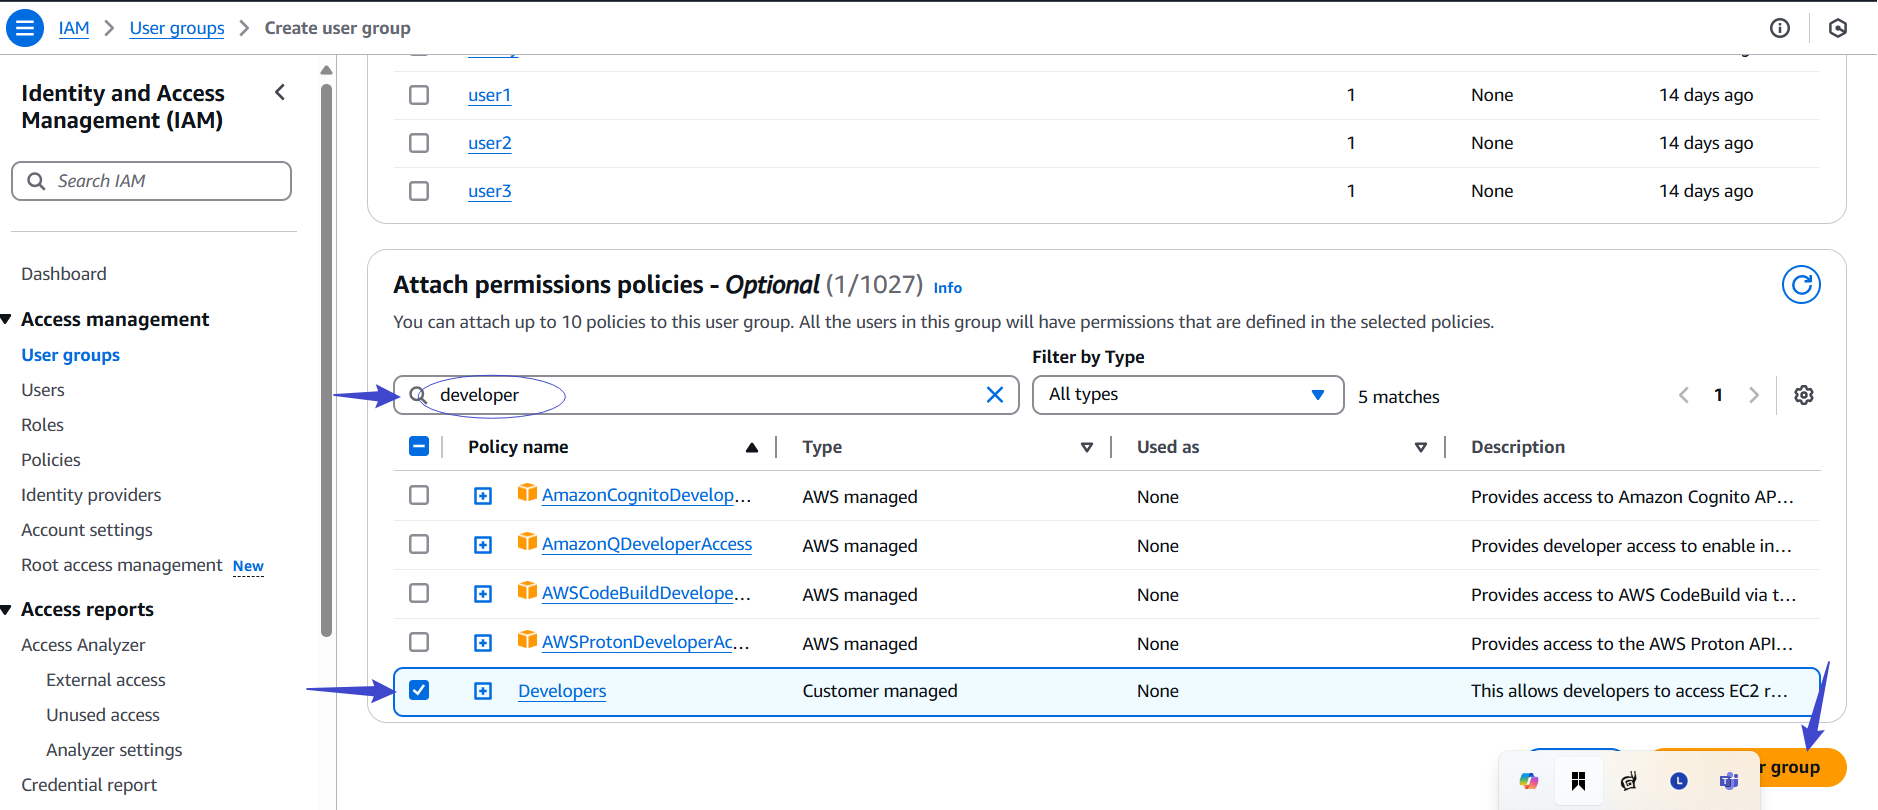 IAM > User groups > Create user group
Identity and Access
Management (IAM)
Search IAM
Dashboard
Access management
User groups
Users
Roles
Policies
Identity providers
Account settings
Root access management New
Access reports
Access Analyzer
External access
Unused access
Analyzer settings
Credential report
user1 1 None 14 days ago
user2 1 None 14 days ago
user3 1 None 14 days ago
Attach permissions policies - Optional (1/1027) Info
You can attach up to 10 policies to this user group. All the users in this group will have permissions that are defined in the selected policies.
Filter by Type
developer All types 5 matches 1
Policy name Type Used as Description
AmazonCognitoDevelop... AWS managed None Provides access to Amazon Cognito AP...
AmazonQDeveloperAccess AWS managed None Provides developer access to enable in...
AWSCodeBuildDevelope... AWS managed None Provides access to AWS CodeBuild via t...
AWSProtonDeveloperAc... AWS managed None Provides access to the AWS Proton API...
Developers Customer managed None This allows developers to access EC2 r...
group
L